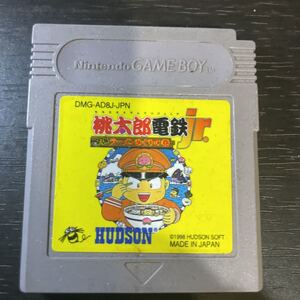 Nintendo GAME BOY
DMG-AD8J-JPN
桃太郎電鉄jr.
HUDSON
©1998 HUDSON SOFT
MADE IN JAPAN